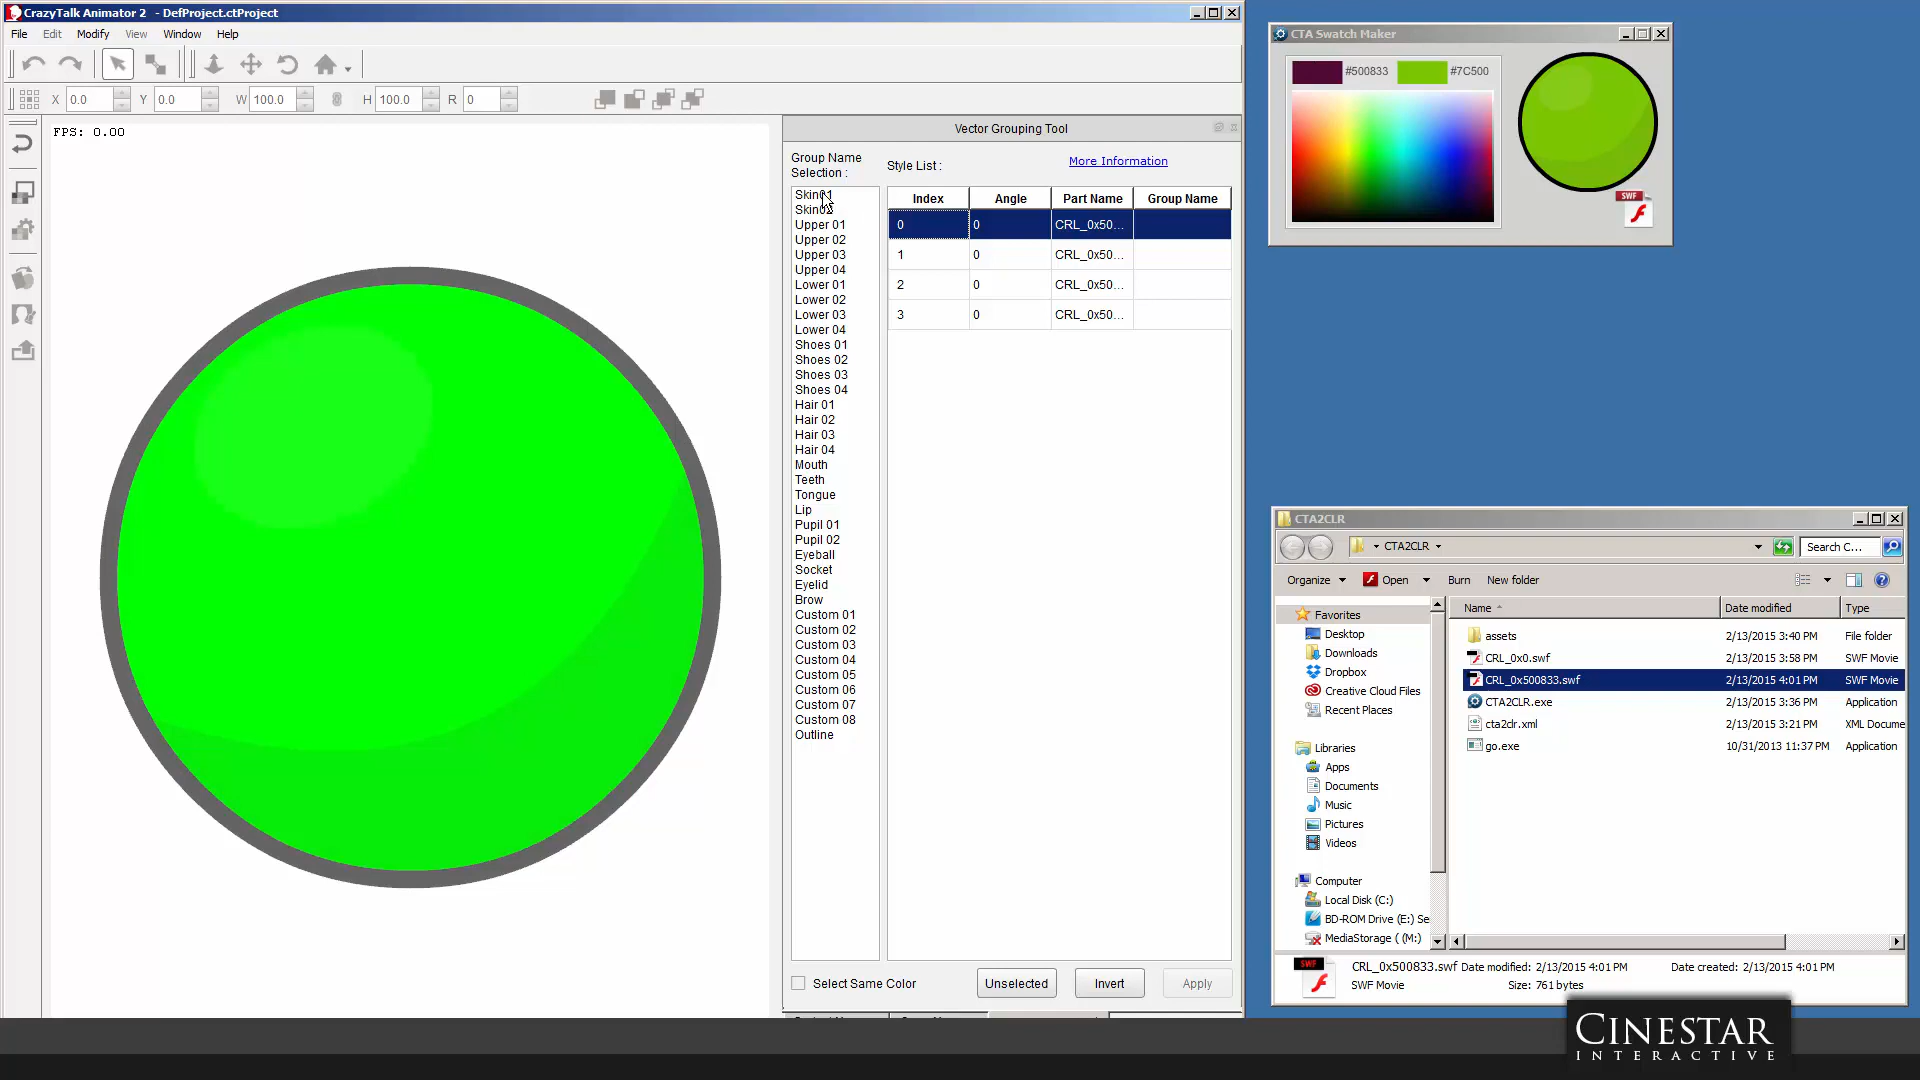 CrazyTalk Animator 2 - DefProject.ctProject
File Edit Modify View Window Help
X 0.0 Y 0.0 W 100.0 H 100.0 R 0
FPS: 0.00
Vector Grouping Tool
Group Name
Selection :
Style List :
More Information
Skin01
Skin02
Upper 01
Upper 02
Upper 03
Upper 04
Lower 01
Lower 02
Lower 03
Lower 04
Shoes 01
Shoes 02
Shoes 03
Shoes 04
Hair 01
Hair 02
Hair 03
Hair 04
Mouth
Teeth
Tongue
Lip
Pupil 01
Pupil 02
Eyeball
Socket
Eyelid
Brow
Custom 01
Custom 02
Custom 03
Custom 04
Custom 05
Custom 06
Custom 07
Custom 08
Outline
Index Angle Part Name Group Name
0 0 CRL_0x50...
1 0 CRL_0x50...
2 0 CRL_0x50...
3 0 CRL_0x50...
Select Same Color Unselected Invert Apply
CTA Swatch Maker
#500833 #7C500
SWF
CTA2CLR
CTA2CLR Search C...
Organize Open Burn New folder
Favorites
Desktop
Downloads
Dropbox
Creative Cloud Files
Recent Places
Libraries
Apps
Documents
Music
Pictures
Videos
Computer
Local Disk (C:)
BD-ROM Drive (E:) Se
MediaStorage ( (M:)
Name Date modified Type
assets 2/13/2015 3:40 PM File folder
CRL_0x0.swf 2/13/2015 3:58 PM SWF Movie
CRL_0x500833.swf 2/13/2015 4:01 PM SWF Movie
CTA2CLR.exe 2/13/2015 3:36 PM Application
cta2clr.xml 2/13/2015 3:21 PM XML Docume
go.exe 10/31/2013 11:37 PM Application
SWF
CRL_0x500833.swf Date modified: 2/13/2015 4:01 PM Date created: 2/13/2015 4:01 PM
SWF Movie Size: 761 bytes
CINESTAR
INTERACTIVE